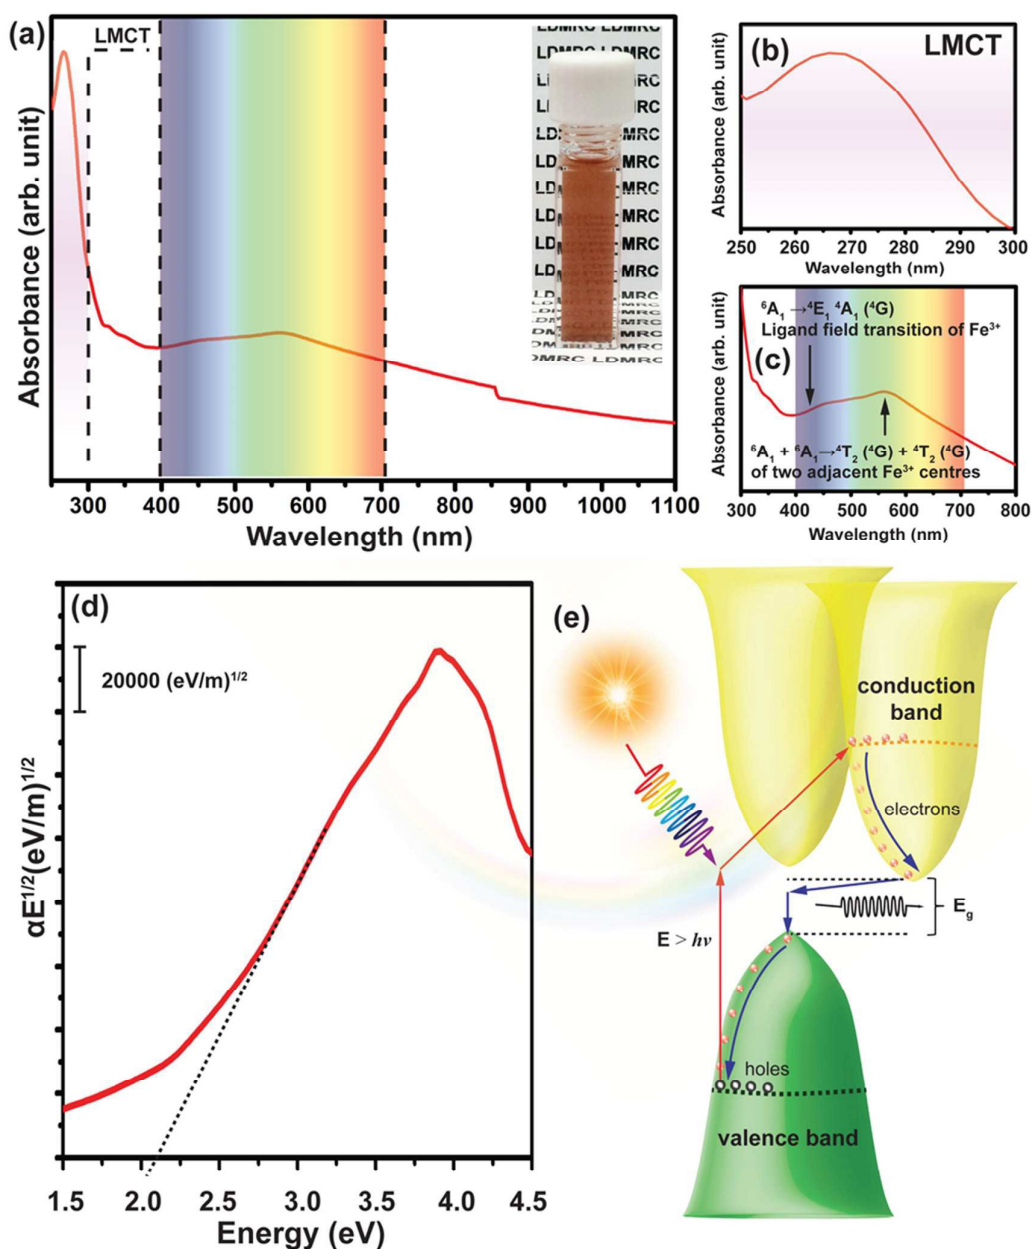 (a)
LMCT
Absorbance (arb. unit)
300 400 500 600 700 800 900 1000 1100
Wavelength (nm)
LDMRC LDMRC
(b)
LMCT
Absorbance (arb. unit)
250 260 270 280 290 300
Wavelength (nm)
⁶A₁ →⁴E₁ ⁴A₁ (⁴G)
Ligand field transition of Fe³⁺
(c)
Absorbance (arb. unit)
⁶A₁ + ⁶A₁→⁴T₂ (⁴G) + ⁴T₂ (⁴G)
of two adjacent Fe³⁺ centres
300 400 500 600 700 800
Wavelength (nm)
(d)
20000 (eV/m)¹/²
αE¹/²(eV/m)¹/²
1.5 2.0 2.5 3.0 3.5 4.0 4.5
Energy (eV)
(e)
conduction
band
electrons
E > hν
E_g
holes
valence band